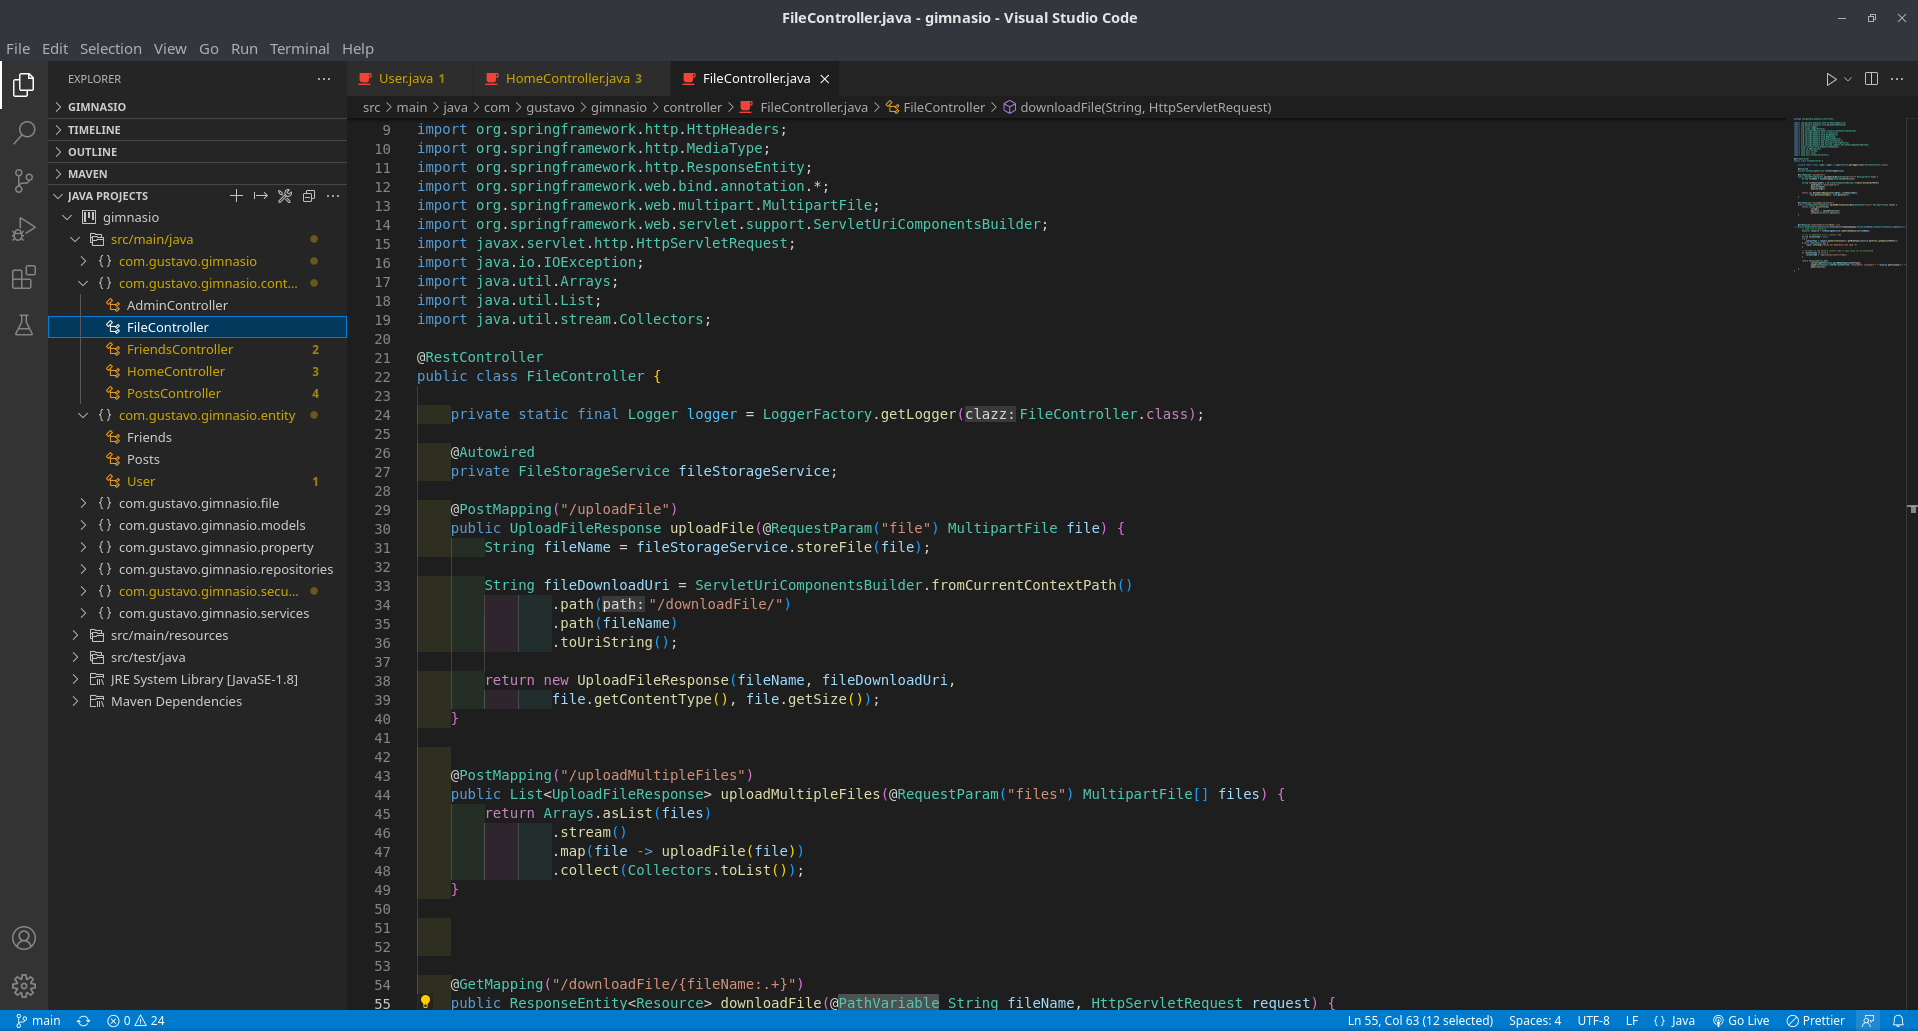 FileController.java - gimnasio - Visual Studio Code
File Edit Selection View Go Run Terminal Help
EXPLORER
GIMNASIO
TIMELINE
OUTLINE
MAVEN
JAVA PROJECTS
gimnasio
src/main/java
com.gustavo.gimnasio
com.gustavo.gimnasio.cont...
AdminController
FileController
FriendsController 2
HomeController 3
PostsController 4
com.gustavo.gimnasio.entity
Friends
Posts
User 1
com.gustavo.gimnasio.file
com.gustavo.gimnasio.models
com.gustavo.gimnasio.property
com.gustavo.gimnasio.repositories
com.gustavo.gimnasio.secu...
com.gustavo.gimnasio.services
src/main/resources
src/test/java
JRE System Library [JavaSE-1.8]
Maven Dependencies
User.java 1 HomeController.java 3 FileController.java
src > main > java > com > gustavo > gimnasio > controller > FileController.java > FileController > downloadFile(String, HttpServletRequest)
9 import org.springframework.http.HttpHeaders;
10 import org.springframework.http.MediaType;
11 import org.springframework.http.ResponseEntity;
12 import org.springframework.web.bind.annotation.*;
13 import org.springframework.web.multipart.MultipartFile;
14 import org.springframework.web.servlet.support.ServletUriComponentsBuilder;
15 import javax.servlet.http.HttpServletRequest;
16 import java.io.IOException;
17 import java.util.Arrays;
18 import java.util.List;
19 import java.util.stream.Collectors;
20
21 @RestController
22 public class FileController {
23
24 private static final Logger logger = LoggerFactory.getLogger(clazz: FileController.class);
25
26 @Autowired
27 private FileStorageService fileStorageService;
28
29 @PostMapping("/uploadFile")
30 public UploadFileResponse uploadFile(@RequestParam("file") MultipartFile file) {
31 String fileName = fileStorageService.storeFile(file);
32
33 String fileDownloadUri = ServletUriComponentsBuilder.fromCurrentContextPath()
34 .path(path: "/downloadFile/")
35 .path(fileName)
36 .toUriString();
37
38 return new UploadFileResponse(fileName, fileDownloadUri,
39 file.getContentType(), file.getSize());
40 }
41
42
43 @PostMapping("/uploadMultipleFiles")
44 public List<UploadFileResponse> uploadMultipleFiles(@RequestParam("files") MultipartFile[] files) {
45 return Arrays.asList(files)
46 .stream()
47 .map(file -> uploadFile(file))
48 .collect(Collectors.toList());
49 }
50
51
52
53
54 @GetMapping("/downloadFile/{fileName:.+}")
55 public ResponseEntity<Resource> downloadFile(@PathVariable String fileName, HttpServletRequest request) {
main 0 24 Ln 55, Col 63 (12 selected) Spaces: 4 UTF-8 LF {} Java Go Live Prettier